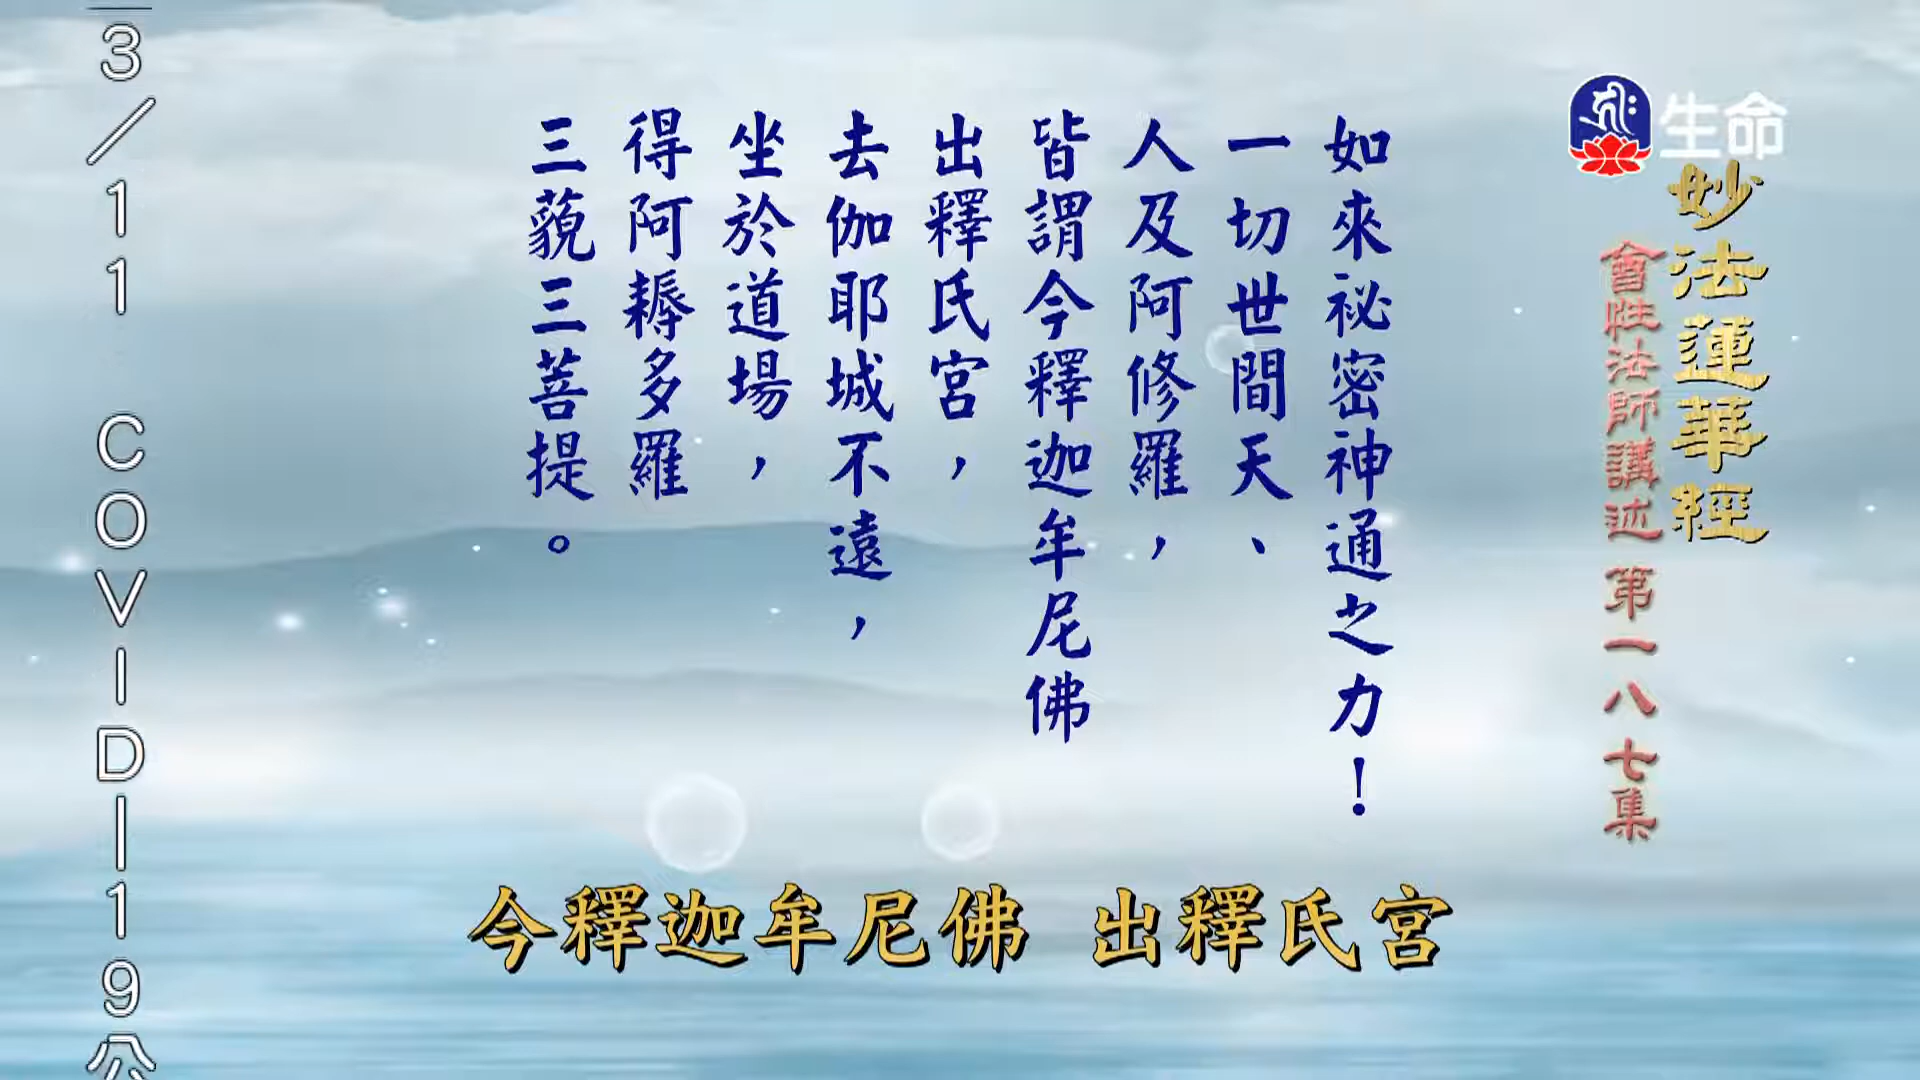 生命
妙法蓮華經
會性法師講述 第一八七集
如來祕密神通之力！
一切世間天、
人及阿修羅，
皆謂今釋迦牟尼佛
出釋氏宮，
去伽耶城不遠，
坐於道場，
得阿耨多羅
三藐三菩提。
今釋迦牟尼佛 出釋氏宮
3/11 COVID-19公